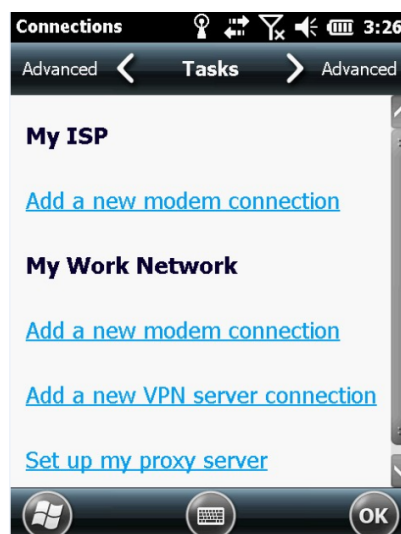 Connections 3:26
Advanced Tasks Advanced
My ISP
Add a new modem connection
My Work Network
Add a new modem connection
Add a new VPN server connection
Set up my proxy server
OK